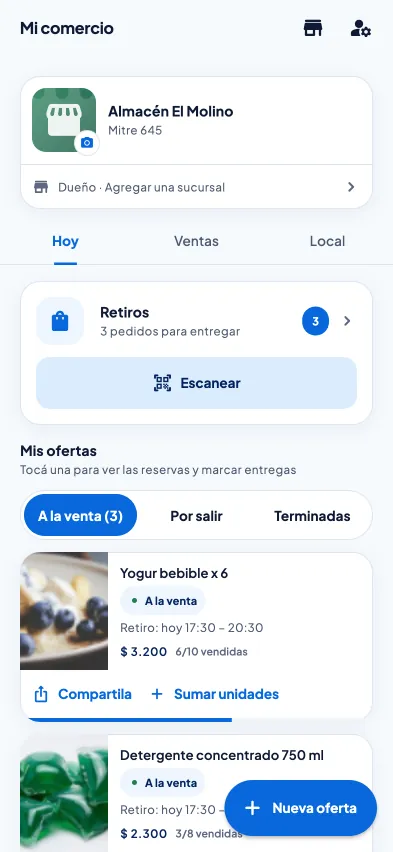 Mi comercio
Almacén El Molino
Mitre 645
Dueño · Agregar una sucursal
Hoy
Ventas
Local
Retiros
3 pedidos para entregar
3
Escanear
Mis ofertas
Tocá una para ver las reservas y marcar entregas
A la venta (3)
Por salir
Terminadas
Yogur bebible x 6
A la venta
Retiro: hoy 17:30 – 20:30
$ 3.200 6/10 vendidas
Compartila
Sumar unidades
Detergente concentrado 750 ml
A la venta
Retiro: hoy 17:30 –
$ 2.300 3/8 vendidas
Nueva oferta